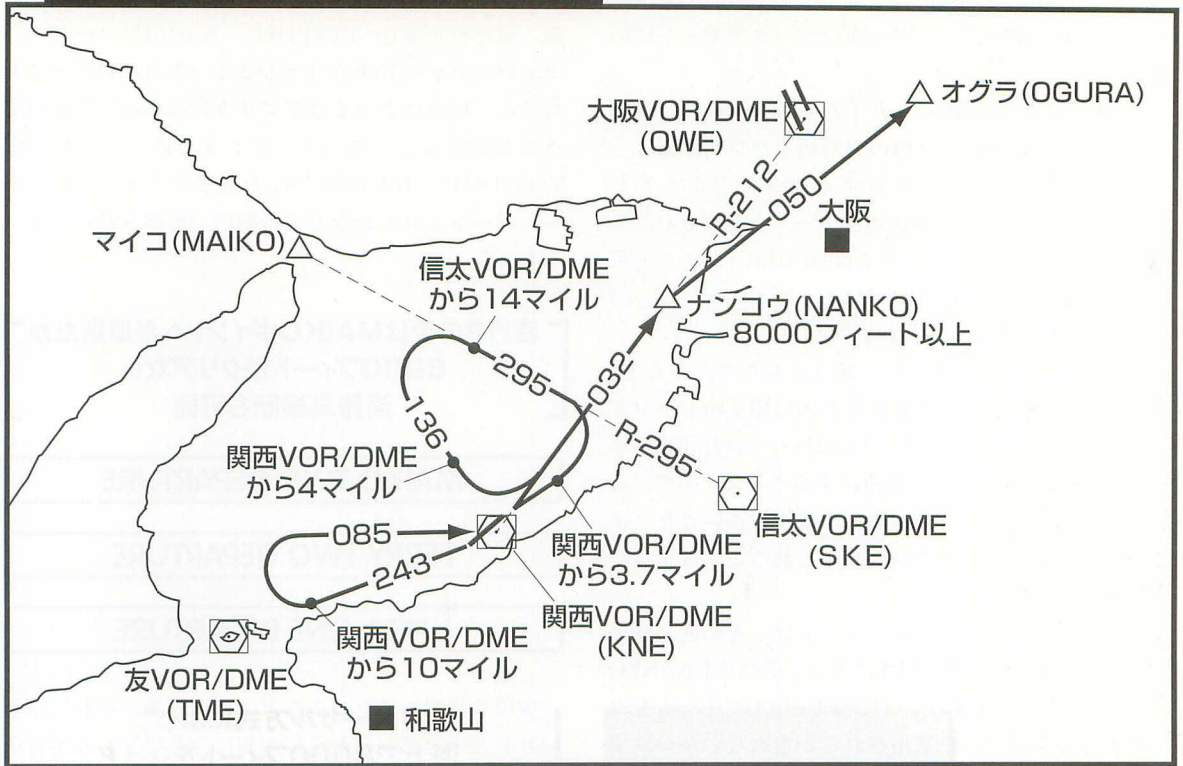 オグラ(OGURA)
大阪VOR/DME
(OWE)
R-212
050
大阪
マイコ(MAIKO)
信太VOR/DME
から14マイル
ナンコウ(NANKO)
8000フィート以上
295
032
136
R-295
関西VOR/DME
から4マイル
信太VOR/DME
(SKE)
085
243
関西VOR/DME
から3.7マイル
関西VOR/DME
(KNE)
関西VOR/DME
から10マイル
友VOR/DME
(TME)
和歌山